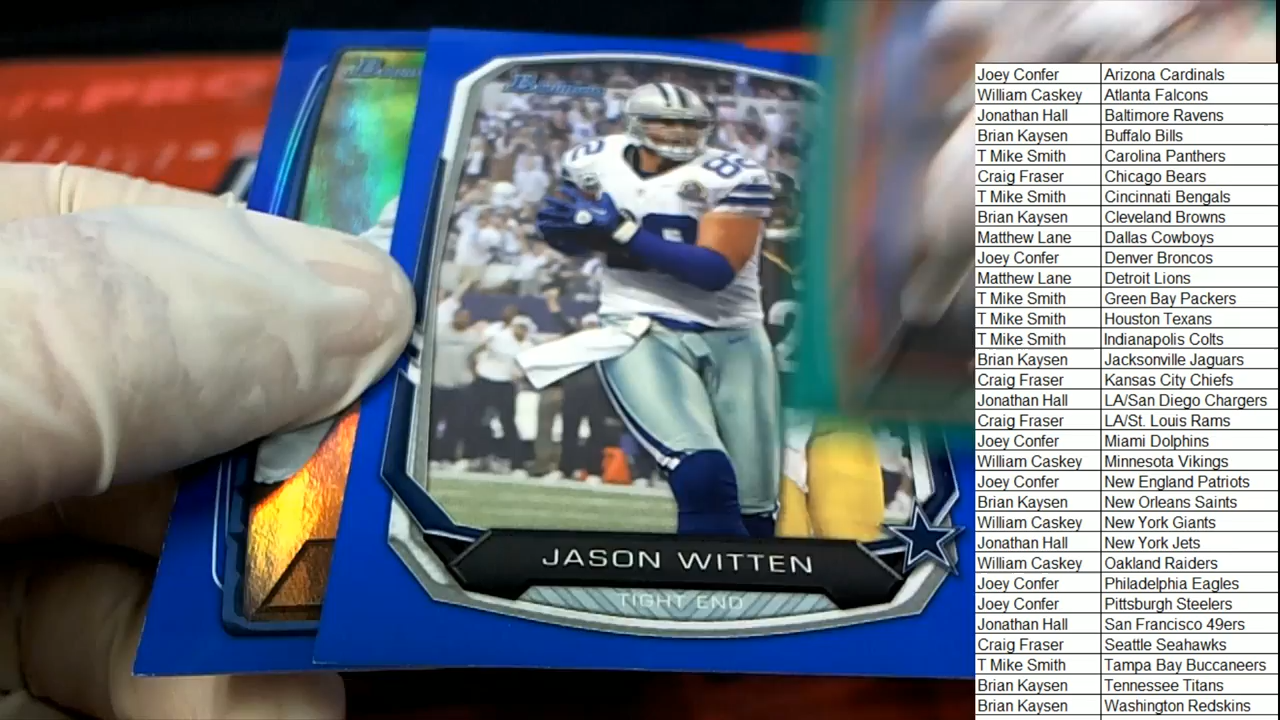 Bowman
JASON WITTEN
TIGHT END
82
Joey Confer Arizona Cardinals
William Caskey Atlanta Falcons
Jonathan Hall Baltimore Ravens
Brian Kaysen Buffalo Bills
T Mike Smith Carolina Panthers
Craig Fraser Chicago Bears
T Mike Smith Cincinnati Bengals
Brian Kaysen Cleveland Browns
Matthew Lane Dallas Cowboys
Joey Confer Denver Broncos
Matthew Lane Detroit Lions
T Mike Smith Green Bay Packers
T Mike Smith Houston Texans
T Mike Smith Indianapolis Colts
Brian Kaysen Jacksonville Jaguars
Craig Fraser Kansas City Chiefs
Jonathan Hall LA/San Diego Chargers
Craig Fraser LA/St. Louis Rams
Joey Confer Miami Dolphins
William Caskey Minnesota Vikings
Joey Confer New England Patriots
Brian Kaysen New Orleans Saints
William Caskey New York Giants
Jonathan Hall New York Jets
William Caskey Oakland Raiders
Joey Confer Philadelphia Eagles
Joey Confer Pittsburgh Steelers
Jonathan Hall San Francisco 49ers
Craig Fraser Seattle Seahawks
T Mike Smith Tampa Bay Buccaneers
Brian Kaysen Tennessee Titans
Brian Kaysen Washington Redskins